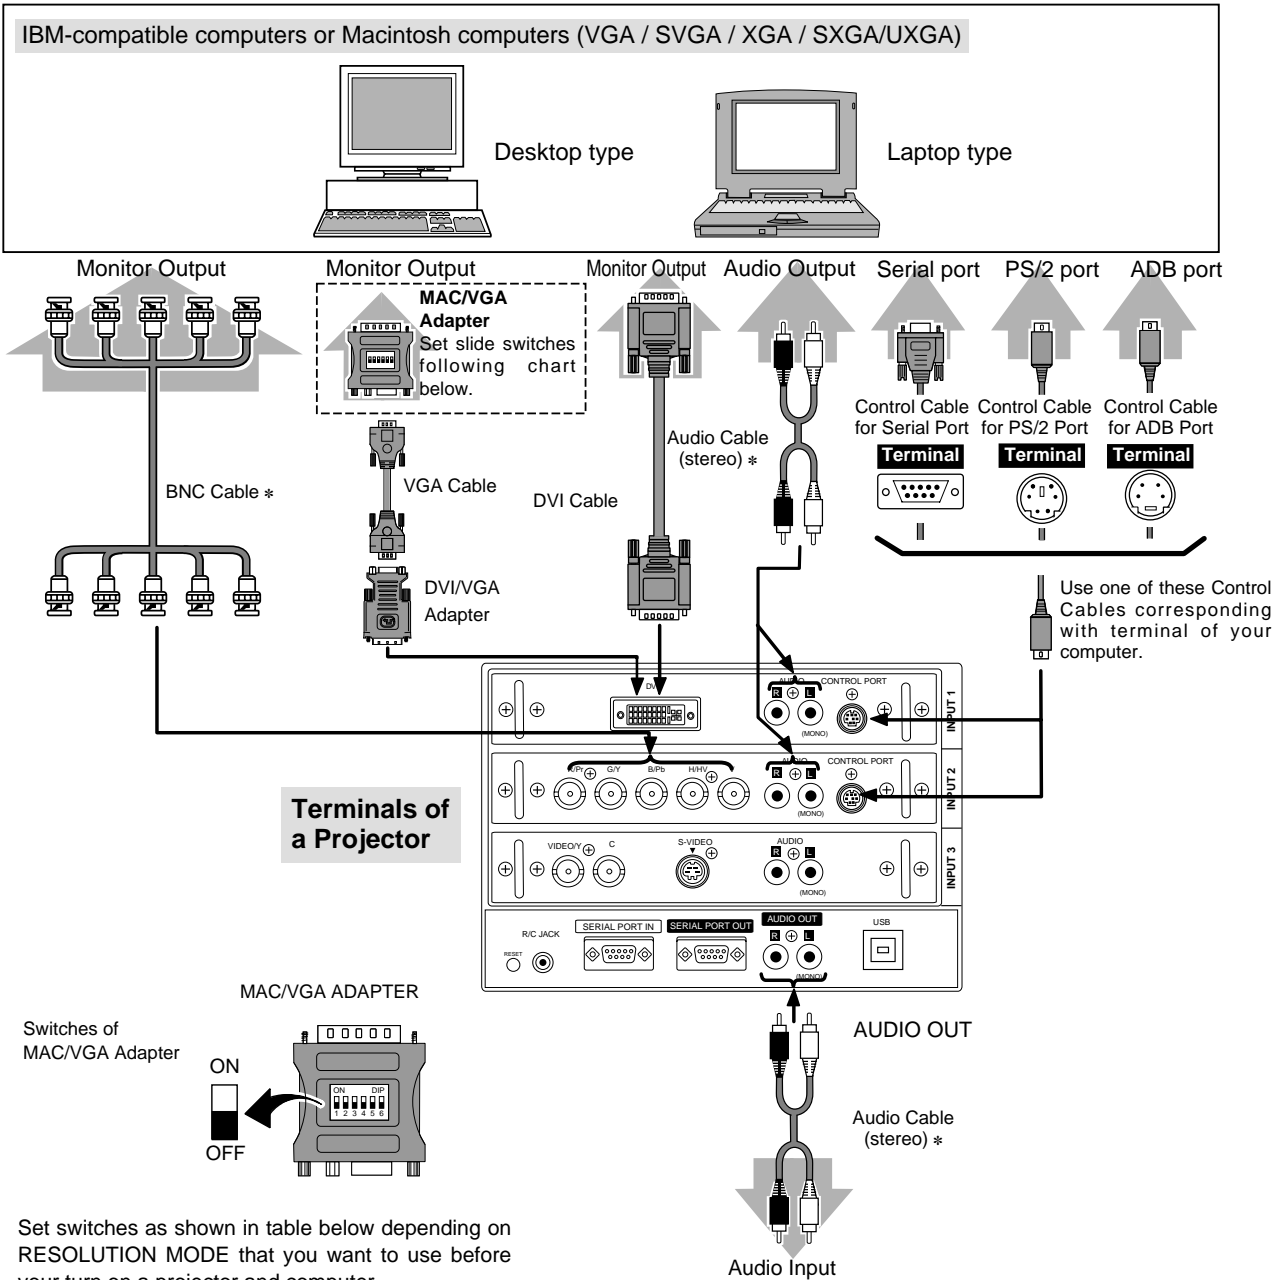 IBM-compatible computers or Macintosh computers (VGA / SVGA / XGA / SXGA/UXGA)
Desktop type
Laptop type
Monitor Output
Monitor Output
Monitor Output
Audio Output
Serial port
PS/2 port
ADB port
MAC/VGA
Adapter
Set slide switches
following chart
below.
Control Cable
for Serial Port
Control Cable
for PS/2 Port
Control Cable
for ADB Port
Terminal
Terminal
Terminal
Audio Cable
(stereo) ∗
BNC Cable ∗
VGA Cable
DVI Cable
DVI/VGA
Adapter
Use one of these Control
Cables corresponding
with terminal of your
computer.
Terminals of
a Projector
AUDIO
R
L
(MONO)
CONTROL PORT
INPUT 1
G/Y
B/Pb
H/HV
AUDIO
R
L
(MONO)
CONTROL PORT
INPUT 2
VIDEO/Y
C
S-VIDEO
AUDIO
R
L
(MONO)
INPUT 3
RESET
R/C JACK
SERIAL PORT IN
SERIAL PORT OUT
AUDIO OUT
R
L
(MONO)
USB
MAC/VGA ADAPTER
Switches of
MAC/VGA Adapter
ON
OFF
ON
DIP
1 2 3 4 5 6
AUDIO OUT
Audio Cable
(stereo) ∗
Audio Input
Set switches as shown in table below depending on
RESOLUTION MODE that you want to use before
your turn on a projector and computer.